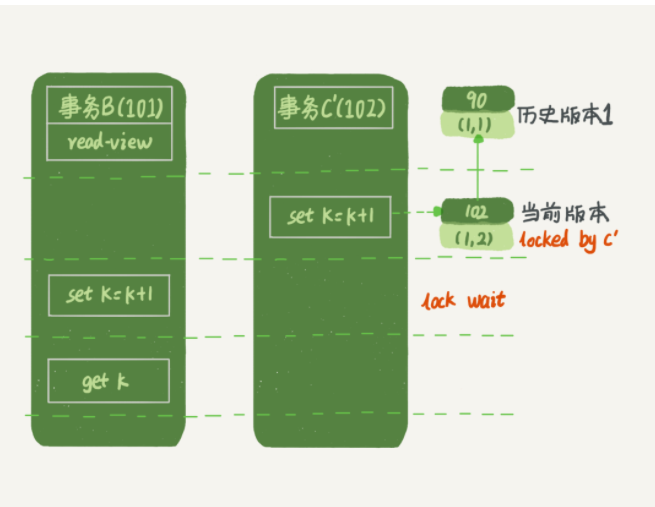 事务B(101)
read-view
set k=k+1
get k
事务C'(102)
set k=k+1
90
(1,1)
历史版本1
102
(1,2)
当前版本
locked by c'
lock wait